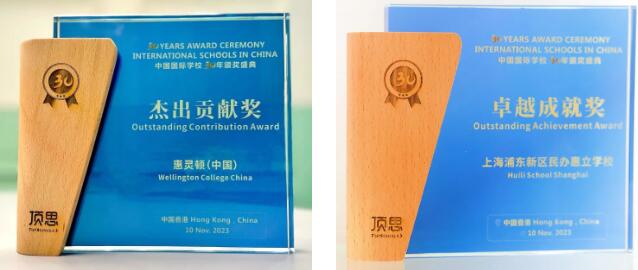 30 YEARS AWARD CEREMONY
INTERNATIONAL SCHOOLS IN CHINA
中国国际学校 30年颁奖盛典
30
杰出贡献奖
Outstanding Contribution Award
惠灵顿(中国)
Wellington College China
顶思
TopSchools
中国香港 Hong Kong , China
10 Nov. 2023
30 YEARS AWARD CEREMONY
INTERNATIONAL SCHOOLS IN CHINA
中国国际学校 30年颁奖盛典
30
卓越成就奖
Outstanding Achievement Award
上海浦东新区民办惠立学校
Huili School Shanghai
顶思
TopSchools
中国香港 Hong Kong , China
10 Nov. 2023